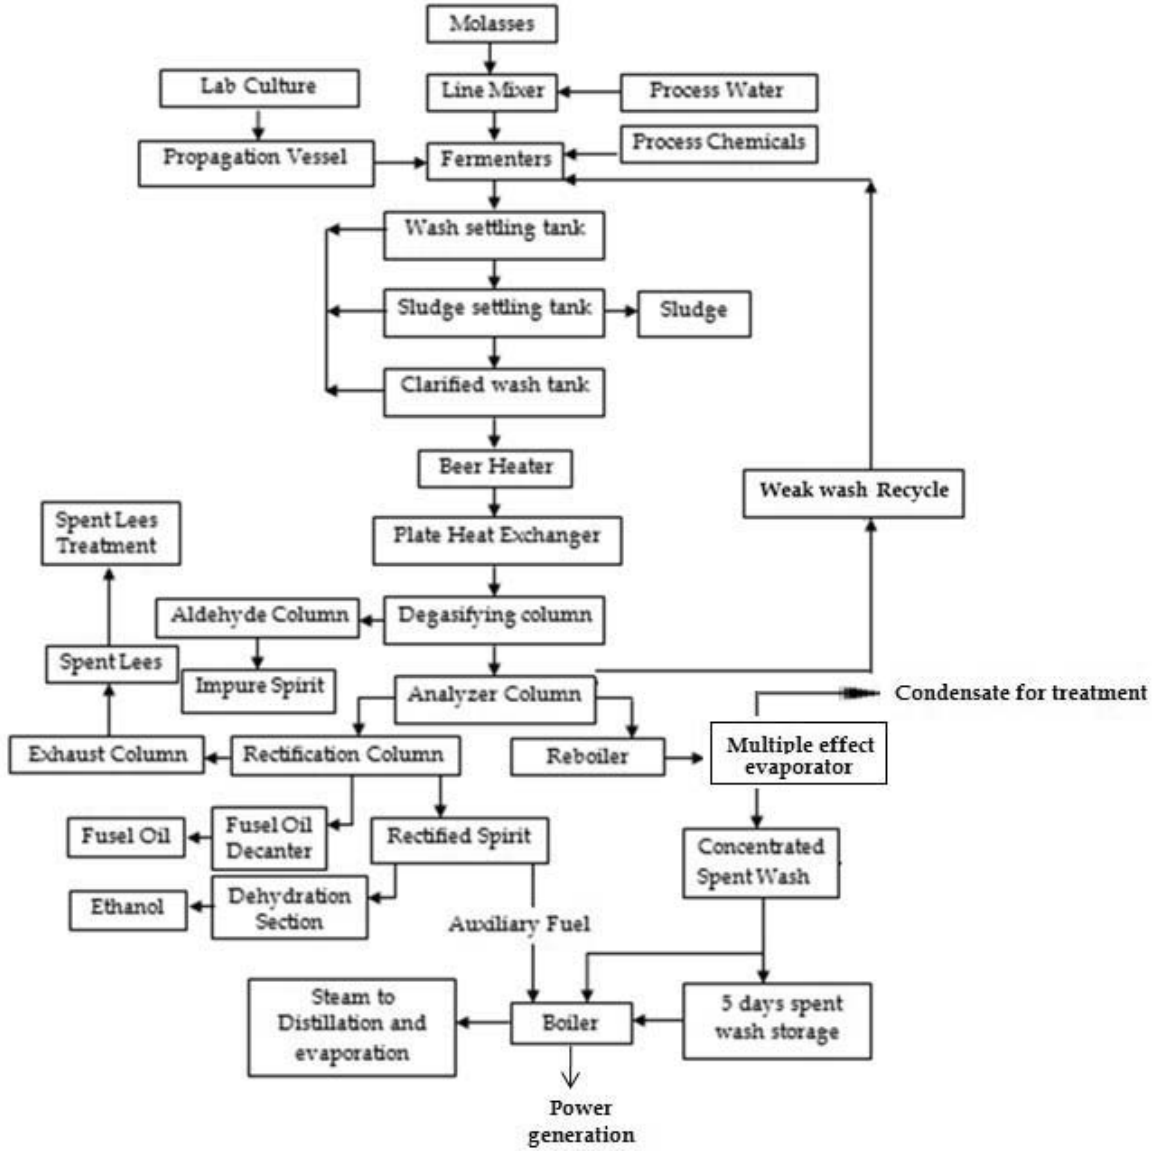 Molasses
Lab Culture
Line Mixer
Process Water
Process Chemicals
Propagation Vessel
Fermenters
Wash settling tank
Sludge settling tank
Sludge
Clarified wash tank
Beer Heater
Weak wash Recycle
Spent Lees
Treatment
Plate Heat Exchanger
Aldehyde Column
Degasifying column
Spent Lees
Impure Spirit
Analyzer Column
Condensate for treatment
Exhaust Column
Rectification Column
Reboiler
Multiple effect
evaporator
Fusel Oil
Fusel Oil
Decanter
Rectified Spirit
Concentrated
Spent Wash
Ethanol
Dehydration
Section
Auxiliary Fuel
Steam to
Distillation and
evaporation
Boiler
5 days spent
wash storage
Power
generation